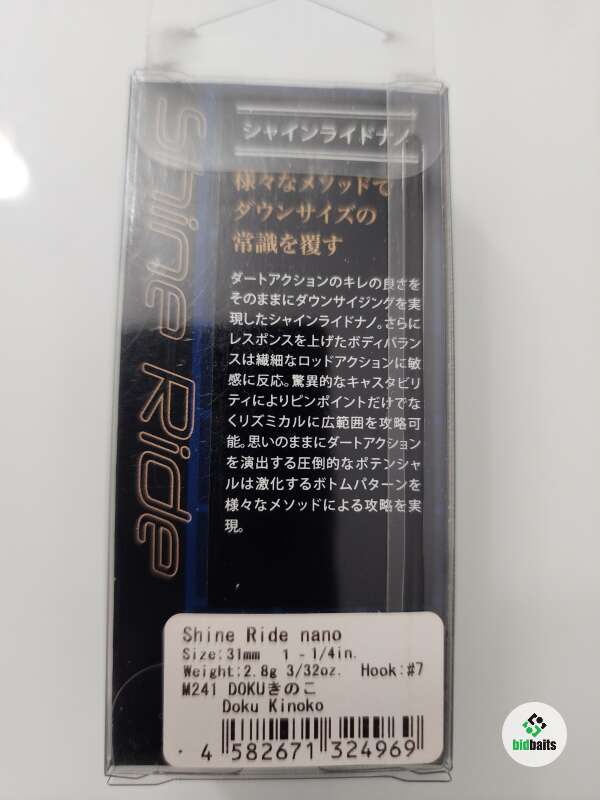 Shine Ride
シャインライドナノ
様々なメソッドで
ダウンサイズの
常識を覆す
ダートアクションのキレの良さを
そのままにダウンサイジングを実
現したシャインライドナノ。さらに
レスポンスを上げたボディバラン
スは繊細なロッドアクションに敏
感に反応。驚異的なキャスタビリ
ティによりピンポイントだけでな
くリズミカルに広範囲を攻略可
能。思いのままにダートアクション
を演出する圧倒的なポテンシャ
ルは激化するボトムパターンを
様々なメソッドによる攻略を実
現。
Shine Ride nano
Size:31mm 1 -1/4in.
Weight:2.8g 3/32oz. Hook:#7
M241 DOKUきのこ
Doku Kinoko
4 582671 324969
bidbaits